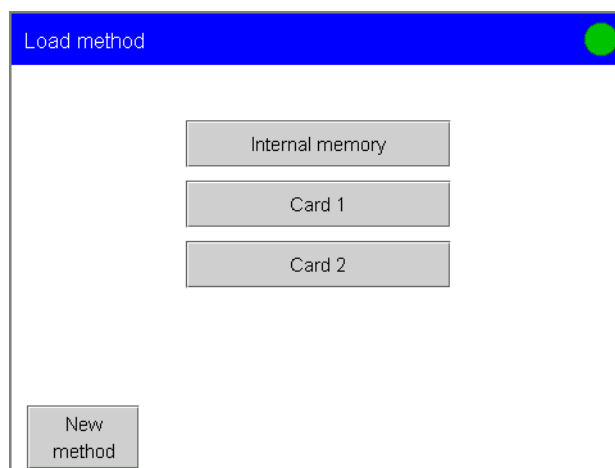 Load method
Internal memory
Card 1
Card 2
New
method